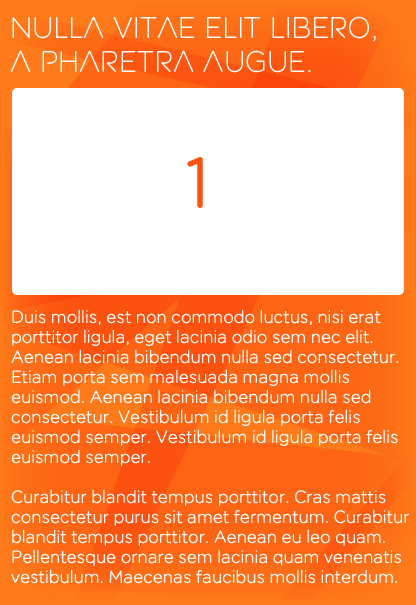 NULLA VITAE ELIT LIBERO,
A PHARETRA AUGUE.
1
Duis mollis, est non commodo luctus, nisi erat
porttitor ligula, eget lacinia odio sem nec elit.
Aenean lacinia bibendum nulla sed consectetur.
Etiam porta sem malesuada magna mollis
euismod. Aenean lacinia bibendum nulla sed
consectetur. Vestibulum id ligula porta felis
euismod semper. Vestibulum id ligula porta felis
euismod semper.
Curabitur blandit tempus porttitor. Cras mattis
consectetur purus sit amet fermentum. Curabitur
blandit tempus porttitor. Aenean eu leo quam.
Pellentesque ornare sem lacinia quam venenatis
vestibulum. Maecenas faucibus mollis interdum.